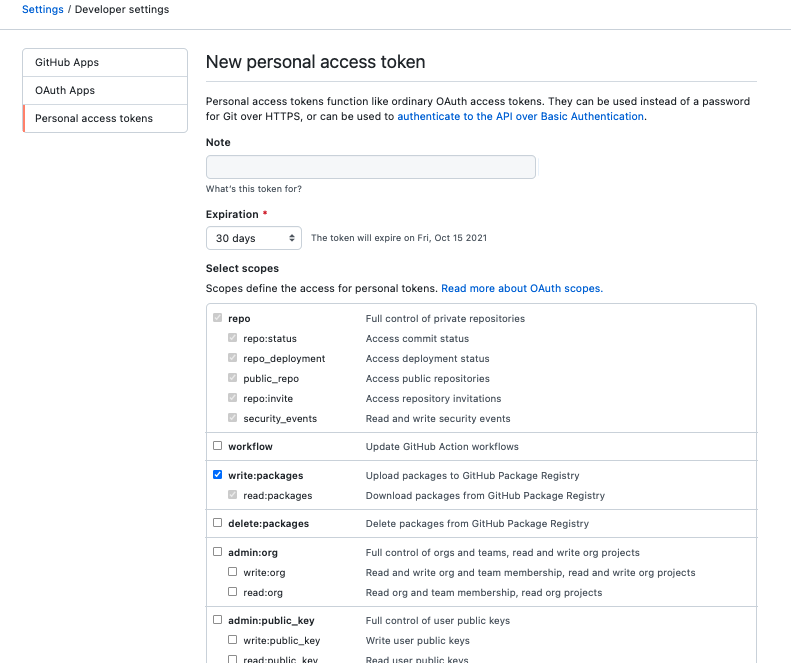 Settings / Developer settings
GitHub Apps
OAuth Apps
Personal access tokens
New personal access token
Personal access tokens function like ordinary OAuth access tokens. They can be used instead of a password
for Git over HTTPS, or can be used to authenticate to the API over Basic Authentication.
Note
What's this token for?
Expiration *
30 days The token will expire on Fri, Oct 15 2021
Select scopes
Scopes define the access for personal tokens. Read more about OAuth scopes.
repo Full control of private repositories
repo:status Access commit status
repo_deployment Access deployment status
public_repo Access public repositories
repo:invite Access repository invitations
security_events Read and write security events
workflow Update GitHub Action workflows
write:packages Upload packages to GitHub Package Registry
read:packages Download packages from GitHub Package Registry
delete:packages Delete packages from GitHub Package Registry
admin:org Full control of orgs and teams, read and write org projects
write:org Read and write org and team membership, read and write org projects
read:org Read org and team membership, read org projects
admin:public_key Full control of user public keys
write:public_key Write user public keys
read:public_key Read user public keys